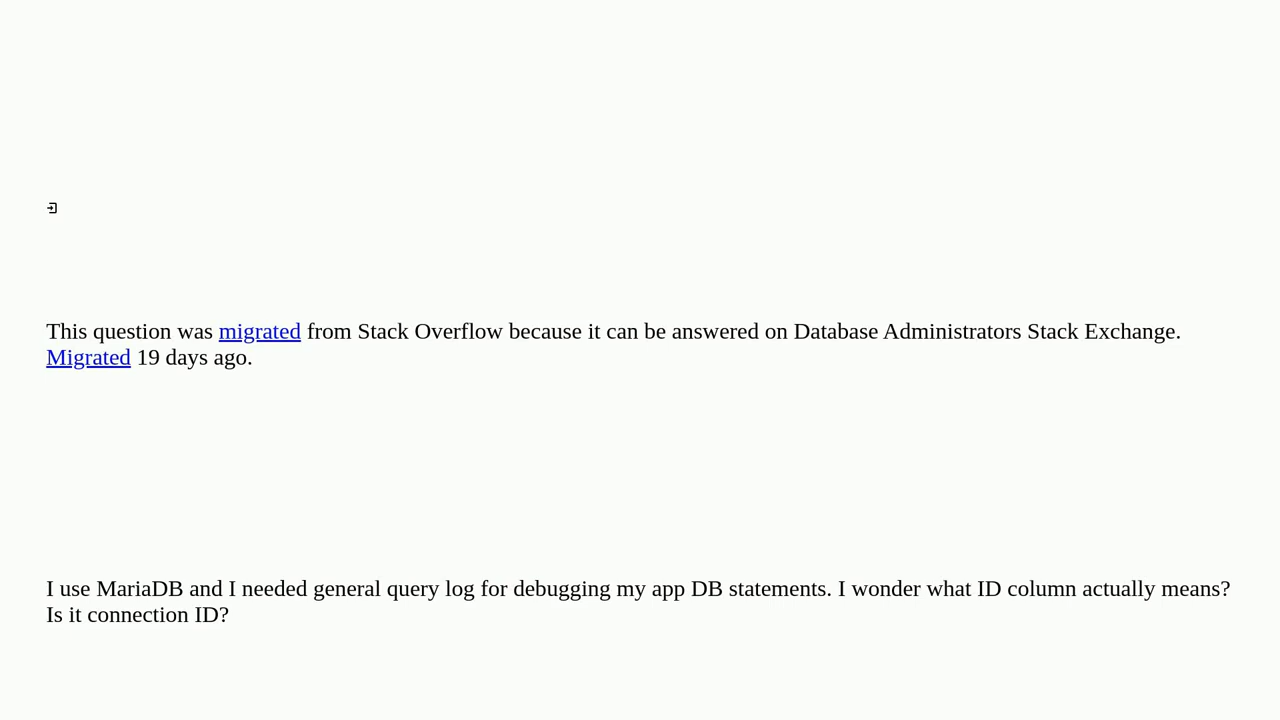 This question was migrated from Stack Overflow because it can be answered on Database Administrators Stack Exchange.
Migrated 19 days ago.
I use MariaDB and I needed general query log for debugging my app DB statements. I wonder what ID column actually means?
Is it connection ID?